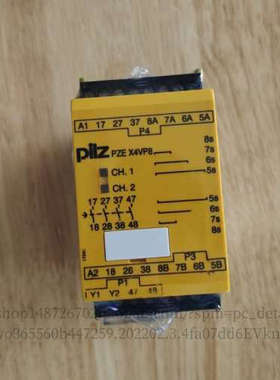 A1 17 27 37 8A 7A 6A 5A
P4
pilz PZE X4VP8
8s
7s
6s
5s
CH. 1
CH. 2
17 27 37 47
18 28 38 48
5s
6s
7s
8s
P3
A2 18 28 38 8B 7B 6B 5B
P1
Y1 Y2 47 48